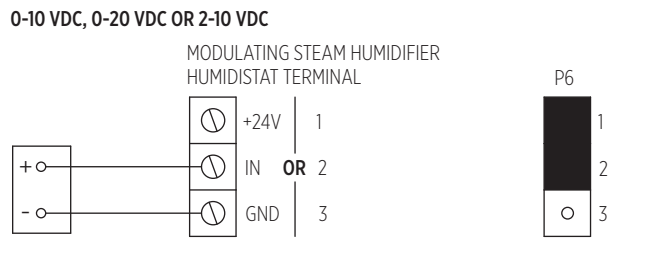 0-10 VDC, 0-20 VDC OR 2-10 VDC
MODULATING STEAM HUMIDIFIER
HUMIDISTAT TERMINAL
P6
+24V 1
1
+ IN OR 2
2
- GND 3
3